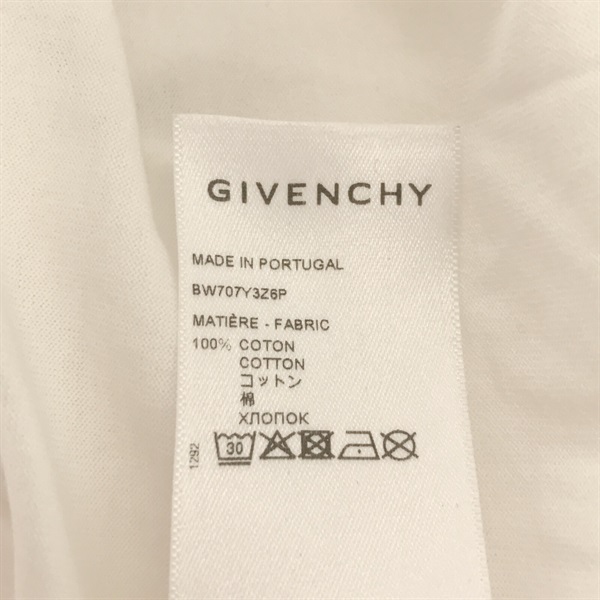 GIVENCHY
MADE IN PORTUGAL
BW707Y3Z6P
MATIÈRE - FABRIC
100% COTON
COTTON
コットン
棉
ХЛОПОК
30
1292